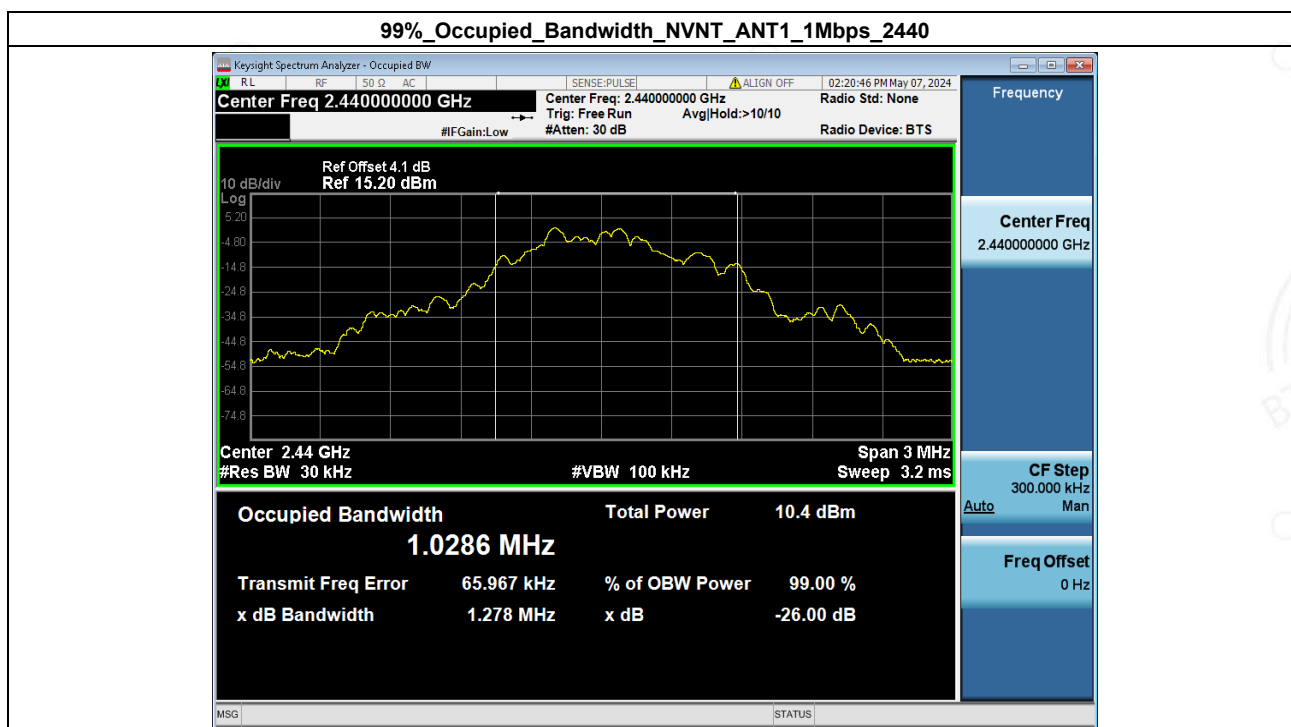 99%_Occupied_Bandwidth_NVNT_ANT1_1Mbps_2440
Keysight Spectrum Analyzer - Occupied BW
LXI RL RF 50 Ω AC SENSE:PULSE ALIGN OFF 02:20:46 PM May 07, 2024
Center Freq 2.440000000 GHz
Center Freq: 2.440000000 GHz Radio Std: None
Trig: Free Run Avg|Hold:>10/10
#IFGain:Low #Atten: 30 dB Radio Device: BTS
Ref Offset 4.1 dB
10 dB/div Ref 15.20 dBm
Log
5.20
-4.80
-14.8
-24.8
-34.8
-44.8
-54.8
-64.8
-74.8
Center 2.44 GHz Span 3 MHz
#Res BW 30 kHz #VBW 100 kHz Sweep 3.2 ms
Occupied Bandwidth Total Power 10.4 dBm
1.0286 MHz
Transmit Freq Error 65.967 kHz % of OBW Power 99.00 %
x dB Bandwidth 1.278 MHz x dB -26.00 dB
MSG STATUS
Frequency
Center Freq
2.440000000 GHz
CF Step
300.000 kHz
Auto Man
Freq Offset
0 Hz